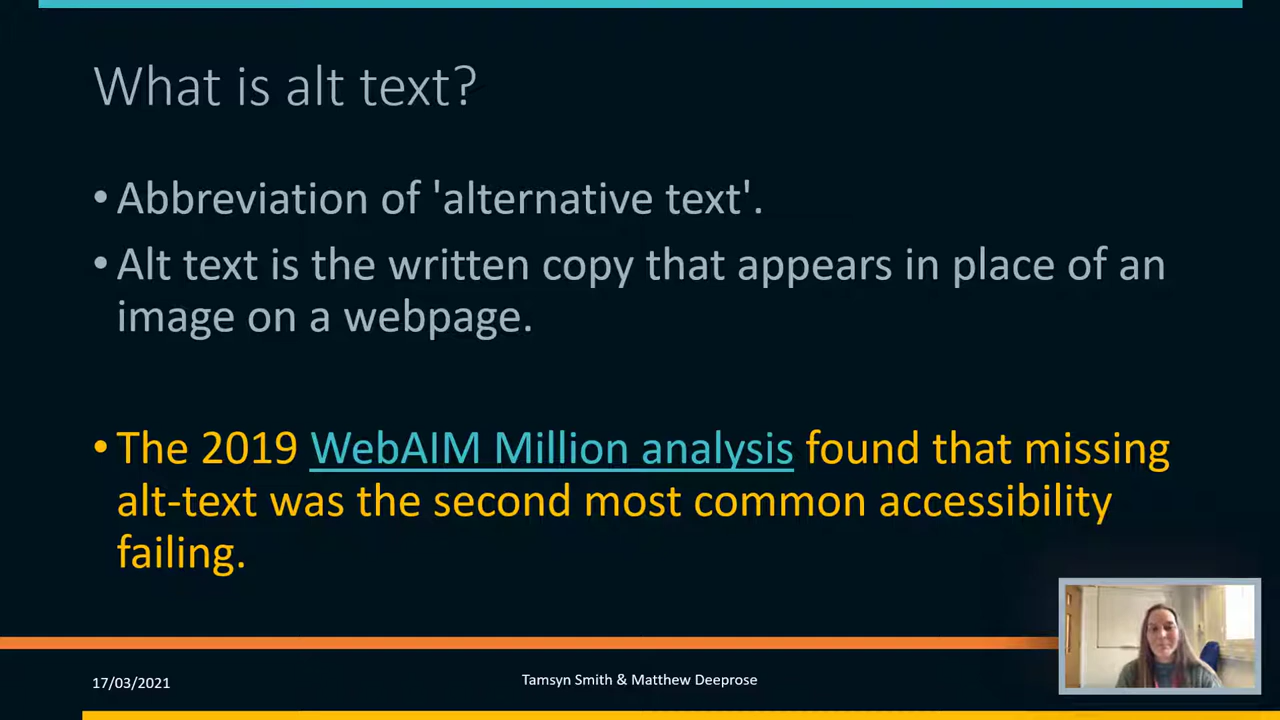 What is alt text?
• Abbreviation of 'alternative text'.
• Alt text is the written copy that appears in place of an
image on a webpage.
• The 2019 WebAIM Million analysis found that missing
alt-text was the second most common accessibility
failing.
17/03/2021
Tamsyn Smith & Matthew Deeprose